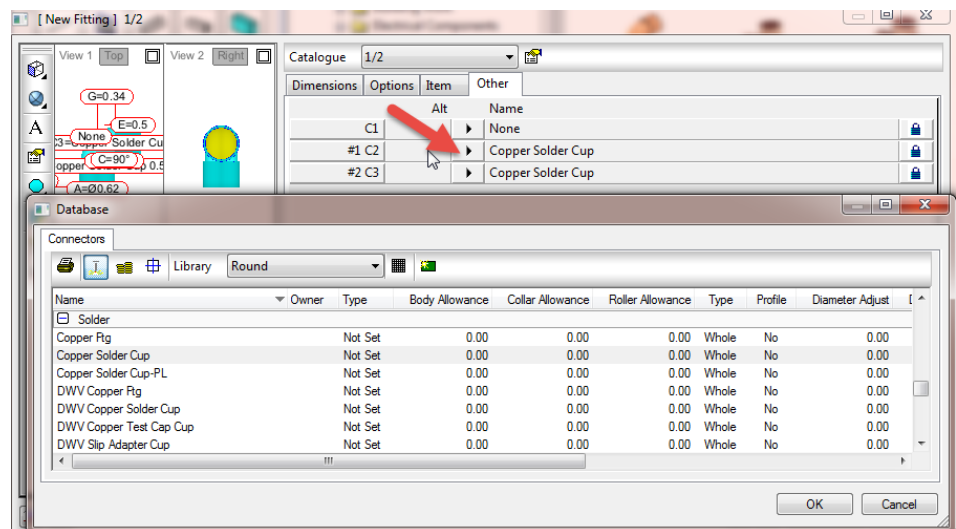 [ New Fitting ] 1/2
Electrical Components
View 1 Top View 2 Right
Catalogue 1/2
Dimensions Options Item Other
Alt Name
C1 None
#1 C2 Copper Solder Cup
#2 C3 Copper Solder Cup
G=0.34
E=0.5
None Solder Cu
C=90° 0.5
A=Ø0.62
A
Database
Connectors
Library Round
Name Owner Type Body Allowance Collar Allowance Roller Allowance Type Profile Diameter Adjust
Solder
Copper Ftg Not Set 0.00 0.00 0.00 Whole No 0.00
Copper Solder Cup Not Set 0.00 0.00 0.00 Whole No 0.00
Copper Solder Cup-PL Not Set 0.00 0.00 0.00 Whole No 0.00
DWV Copper Ftg Not Set 0.00 0.00 0.00 Whole No 0.00
DWV Copper Solder Cup Not Set 0.00 0.00 0.00 Whole No 0.00
DWV Copper Test Cap Cup Not Set 0.00 0.00 0.00 Whole No 0.00
DWV Slip Adapter Cup Not Set 0.00 0.00 0.00 Whole No 0.00
OK Cancel